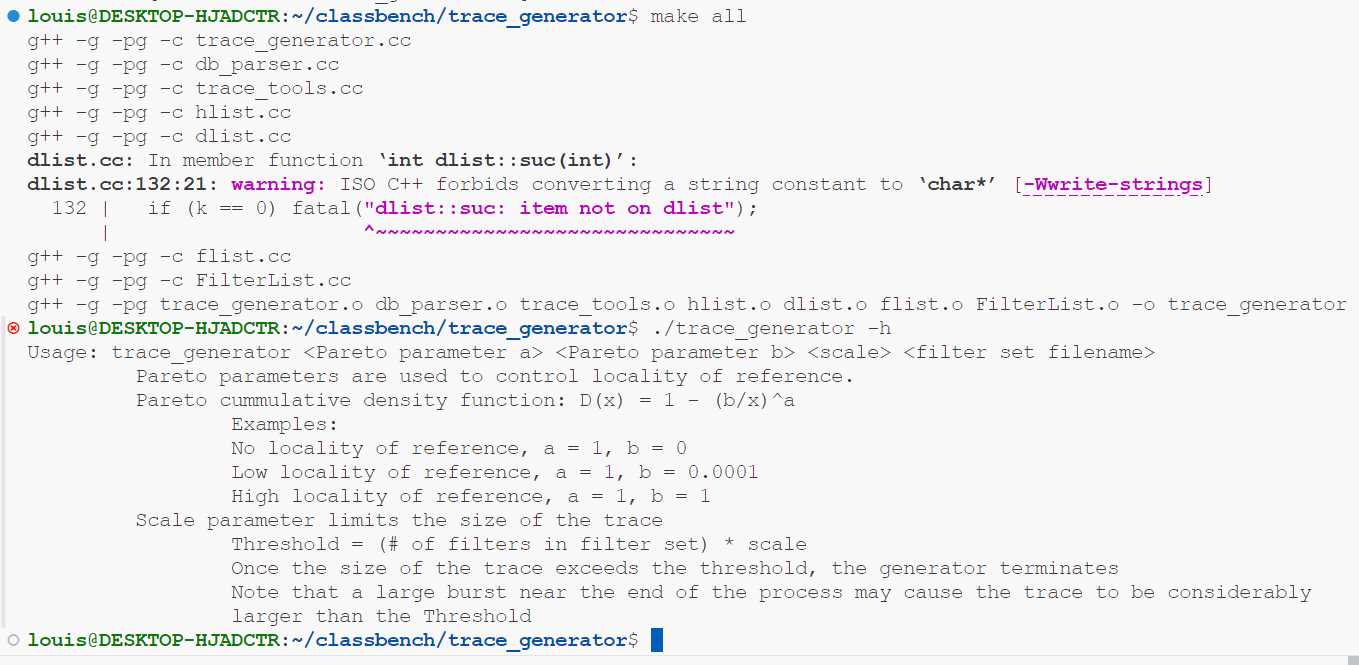 louis@DESKTOP-HJADCTR:~/classbench/trace_generator$ make all
g++ -g -pg -c trace_generator.cc
g++ -g -pg -c db_parser.cc
g++ -g -pg -c trace_tools.cc
g++ -g -pg -c hlist.cc
g++ -g -pg -c dlist.cc
dlist.cc: In member function ‘int dlist::suc(int)’:
dlist.cc:132:21: warning: ISO C++ forbids converting a string constant to ‘char*’ [-Wwrite-strings]
  132 |   if (k == 0) fatal("dlist::suc: item not on dlist");
      |                     ^~~~~~~~~~~~~~~~~~~~~~~~~~~~~~~
g++ -g -pg -c flist.cc
g++ -g -pg -c FilterList.cc
g++ -g -pg trace_generator.o db_parser.o trace_tools.o hlist.o dlist.o flist.o FilterList.o -o trace_generator
louis@DESKTOP-HJADCTR:~/classbench/trace_generator$ ./trace_generator -h
Usage: trace_generator <Pareto parameter a> <Pareto parameter b> <scale> <filter set filename>
         Pareto parameters are used to control locality of reference.
         Pareto cummulative density function: D(x) = 1 - (b/x)^a
                 Examples:
                 No locality of reference, a = 1, b = 0
                 Low locality of reference, a = 1, b = 0.0001
                 High locality of reference, a = 1, b = 1
         Scale parameter limits the size of the trace
                 Threshold = (# of filters in filter set) * scale
                 Once the size of the trace exceeds the threshold, the generator terminates
                 Note that a large burst near the end of the process may cause the trace to be considerably
                 larger than the Threshold
louis@DESKTOP-HJADCTR:~/classbench/trace_generator$